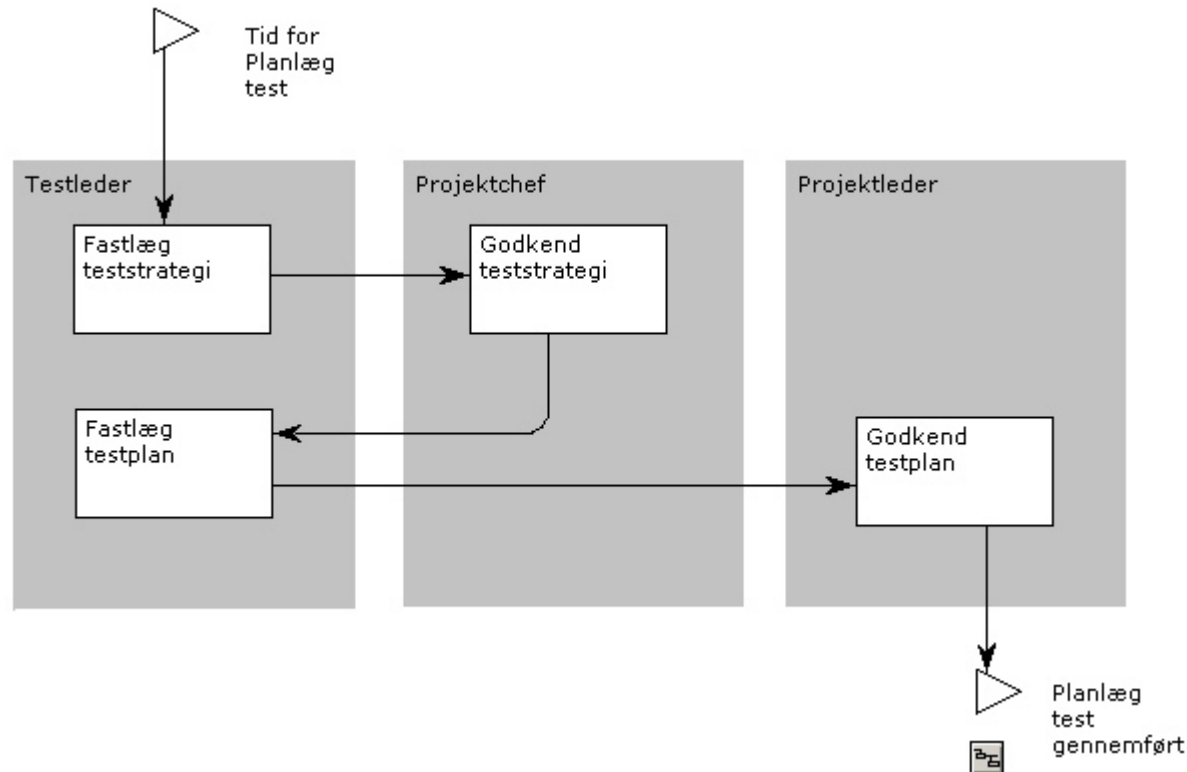 Tid for
Planlæg
test
Testleder
Projektchef
Projektleder
Fastlæg
teststrategi
Godkend
teststrategi
Fastlæg
testplan
Godkend
testplan
Planlæg
test
gennemført